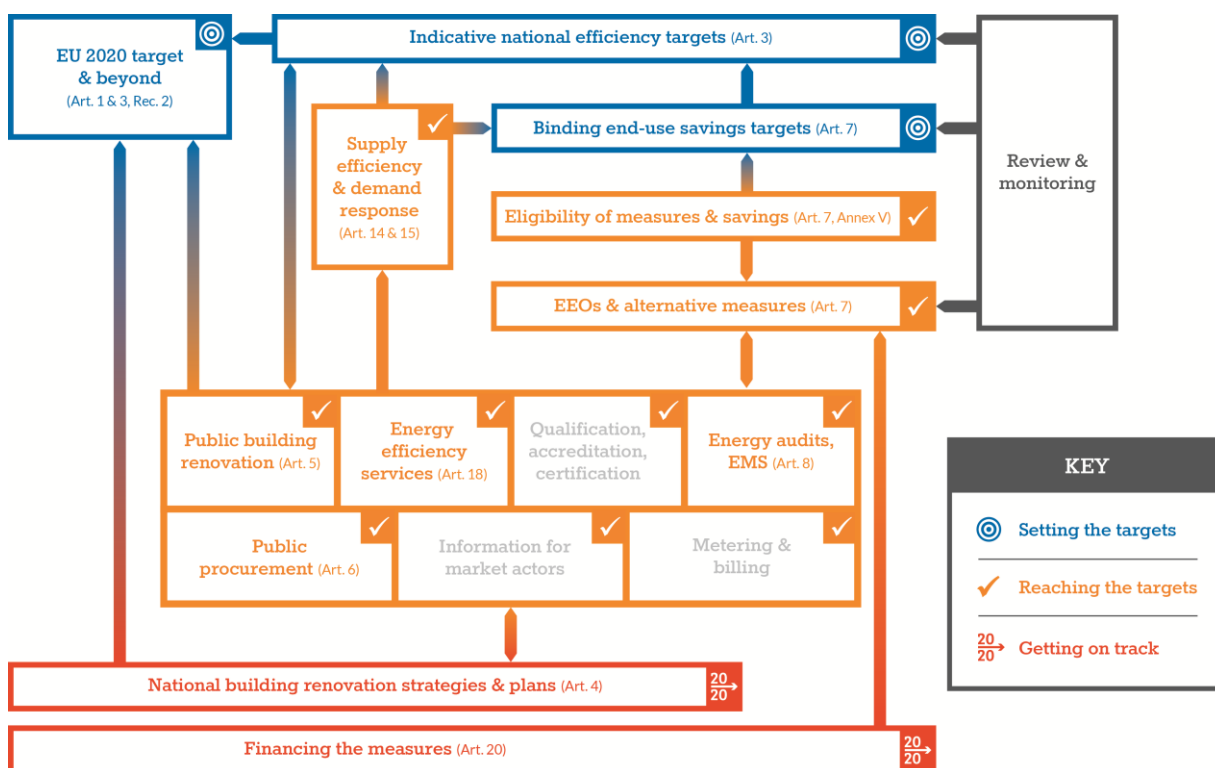 EU 2020 target
& beyond
(Art. 1 & 3, Rec. 2)
Indicative national efficiency targets (Art. 3)
Supply
efficiency
& demand
response
(Art. 14 & 15)
Binding end-use savings targets (Art. 7)
Eligibility of measures & savings (Art. 7, Annex V)
EEOs & alternative measures (Art. 7)
Review &
monitoring
Public building
renovation (Art. 5)
Energy
efficiency
services (Art. 18)
Qualification,
accreditation,
certification
Energy audits,
EMS (Art. 8)
Public
procurement (Art. 6)
Information for
market actors
Metering &
billing
National building renovation strategies & plans (Art. 4)
20
20
Financing the measures (Art. 20)
20
20
KEY
Setting the targets
Reaching the targets
20
20
Getting on track